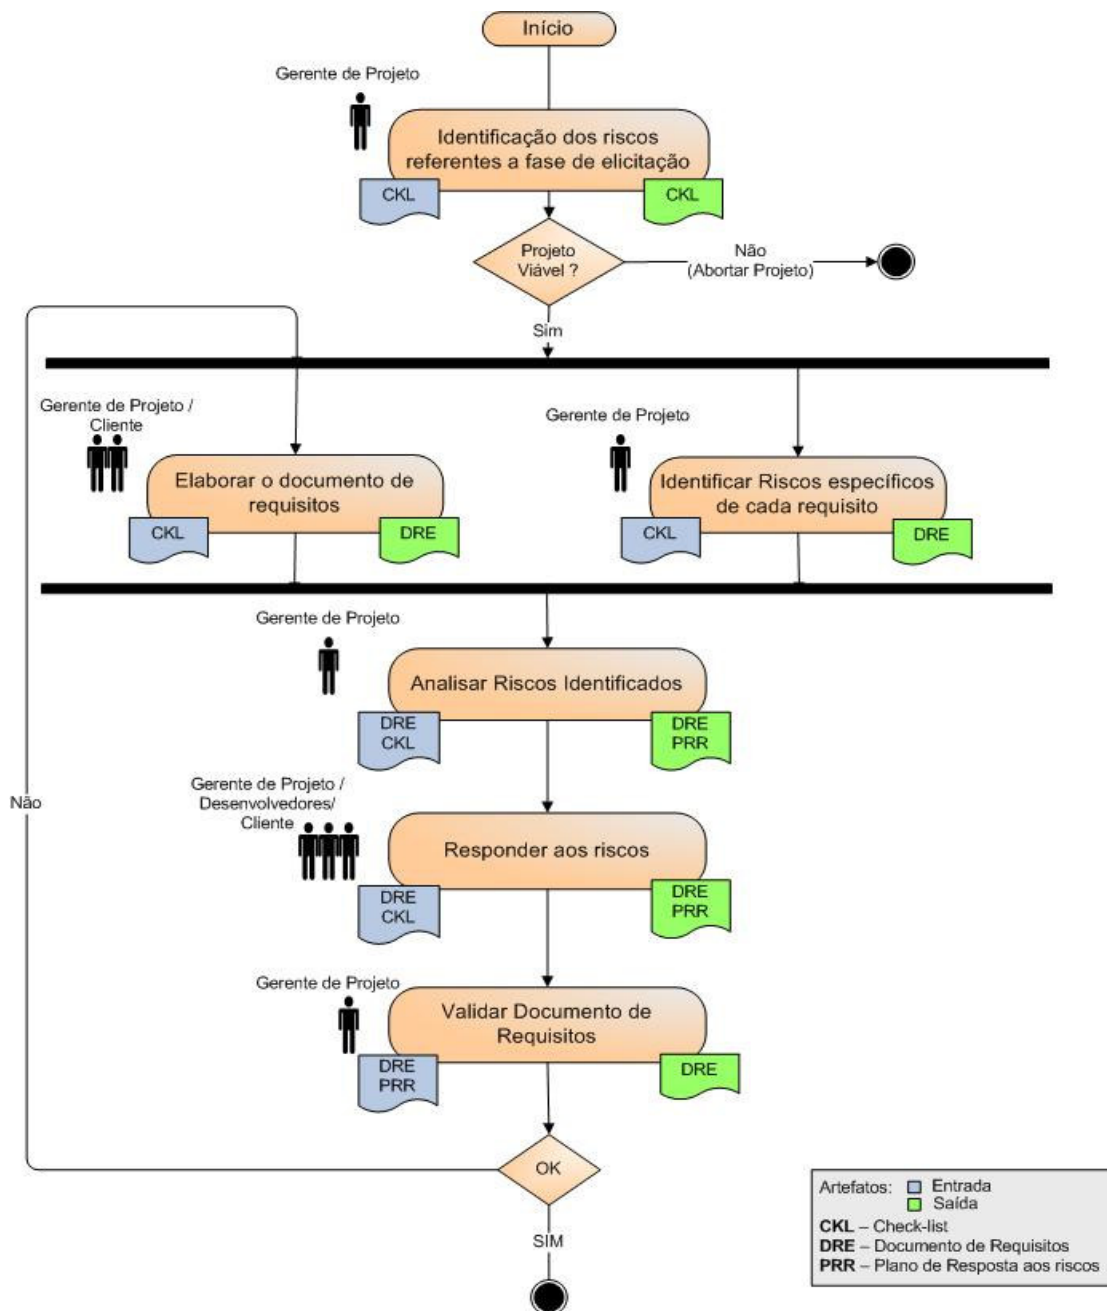 Início
Gerente de Projeto
Identificação dos riscos
referentes a fase de elicitação
CKL
CKL
Projeto
Viável ?
Não
(Abortar Projeto)
Sim
Gerente de Projeto /
Cliente
Gerente de Projeto
Elaborar o documento de
requisitos
Identificar Riscos específicos
de cada requisito
CKL
DRE
CKL
DRE
Gerente de Projeto
Analisar Riscos Identificados
DRE
CKL
DRE
PRR
Gerente de Projeto /
Desenvolvedores/
Cliente
Não
Responder aos riscos
DRE
CKL
DRE
PRR
Gerente de Projeto
Validar Documento de
Requisitos
DRE
PRR
DRE
OK
SIM
Artefatos: Entrada
Saída
CKL – Check-list
DRE – Documento de Requisitos
PRR – Plano de Resposta aos riscos